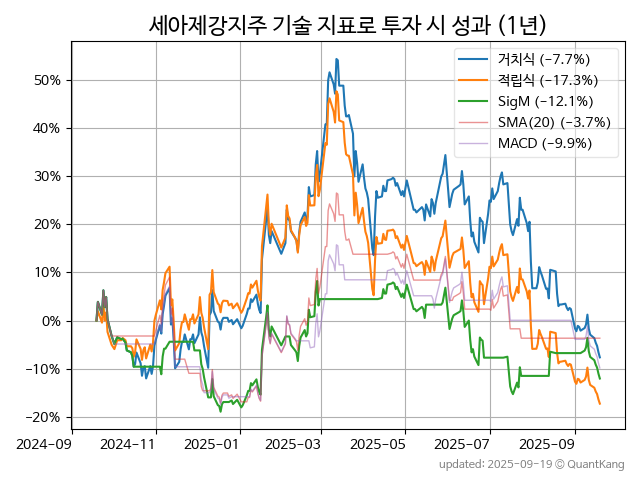 세아제강지주 기술 지표로 투자 시 성과 (1년)
거치식 (-7.7%)
적립식 (-17.3%)
SigM (-12.1%)
SMA(20) (-3.7%)
MACD (-9.9%)
50%
40%
30%
20%
10%
0%
-10%
-20%
2024-09 2024-11 2025-01 2025-03 2025-05 2025-07 2025-09
updated: 2025-09-19 © QuantKang